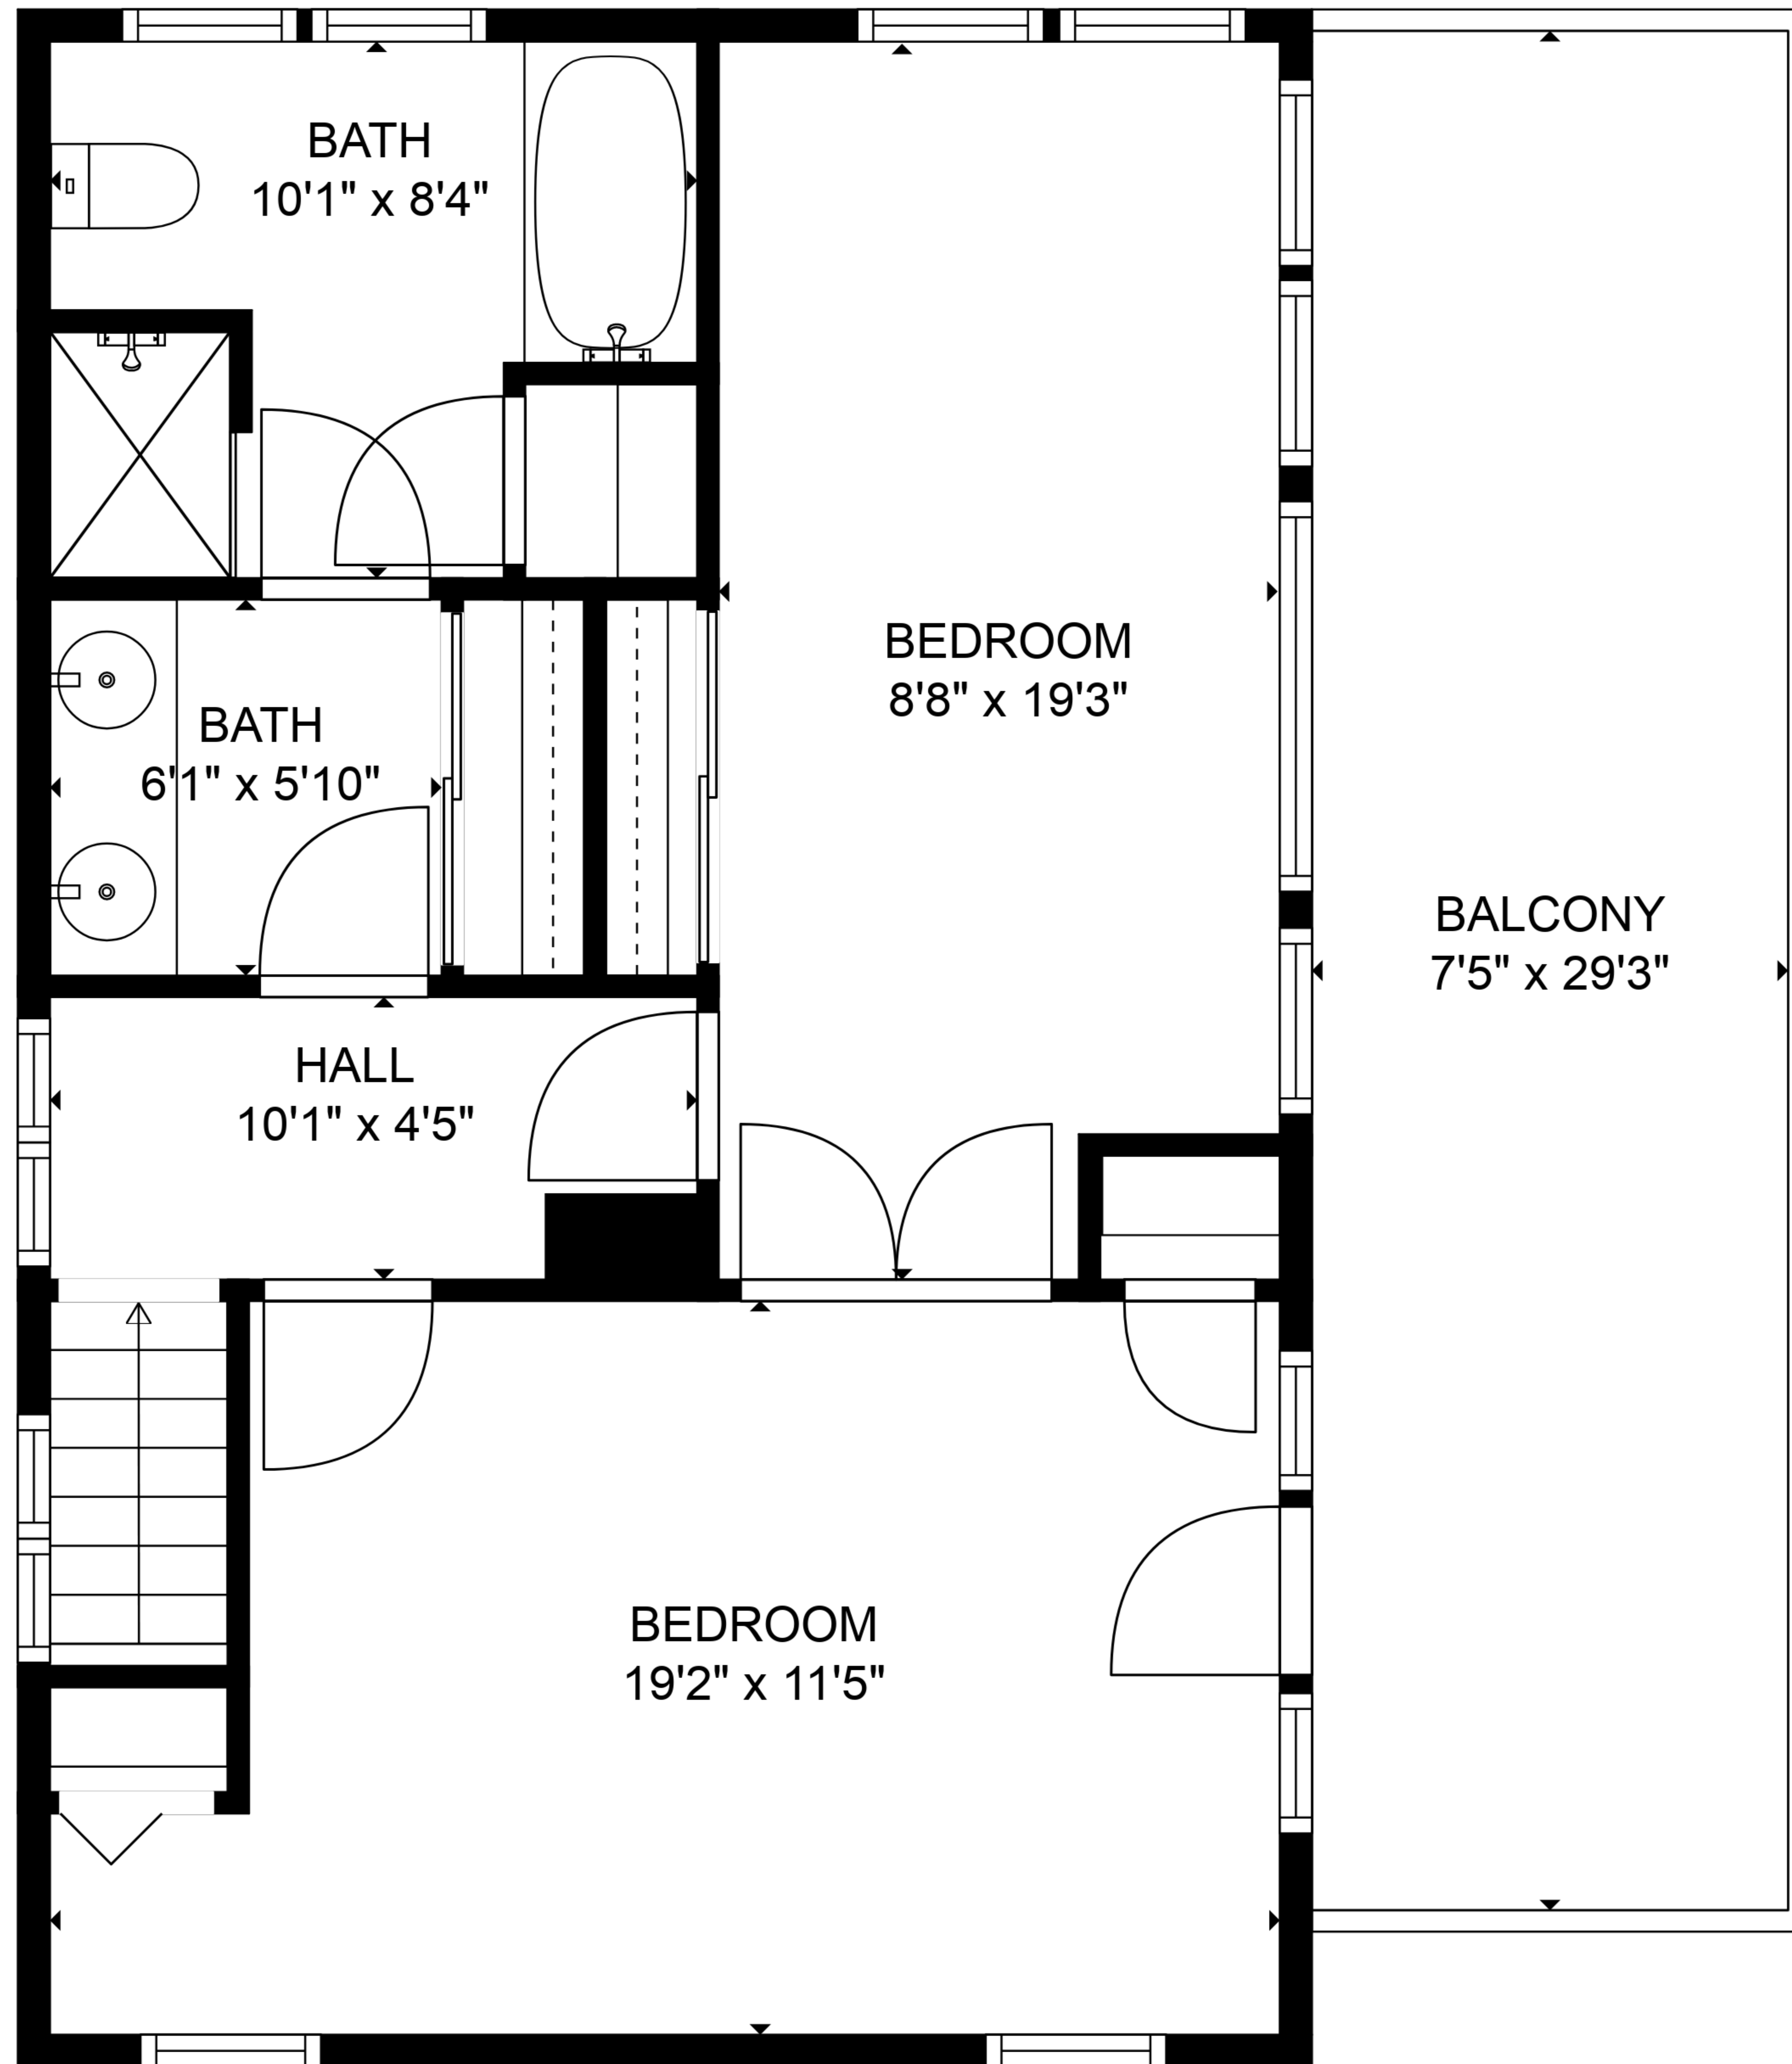 BATH
10'1" x 8'4"
BEDROOM
8'8" x 19'3"
BATH
6'1" x 5'10"
BALCONY
7'5" x 29'3"
HALL
10'1" x 4'5"
BEDROOM
19'2" x 11'5"